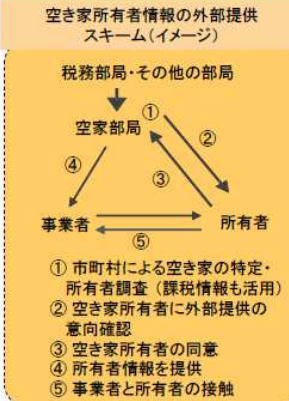 空き家所有者情報の外部提供
スキーム(イメージ)
税務部局・その他の部局
①
空家部局
②
③
④
事業者
所有者
⑤
① 市町村による空き家の特定・
所有者調査(課税情報も活用)
② 空き家所有者に外部提供の
意向確認
③ 空き家所有者の同意
④ 所有者情報を提供
⑤ 事業者と所有者の接触